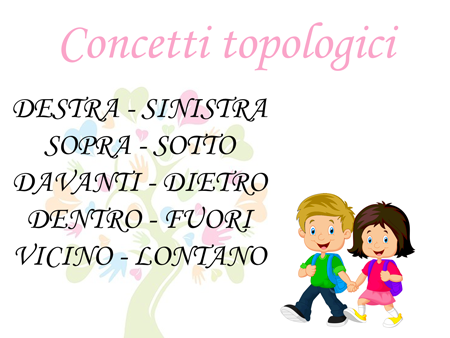 Concetti topologici
DESTRA - SINISTRA
SOPRA - SOTTO
DAVANTI - DIETRO
DENTRO - FUORI
VICINO - LONTANO